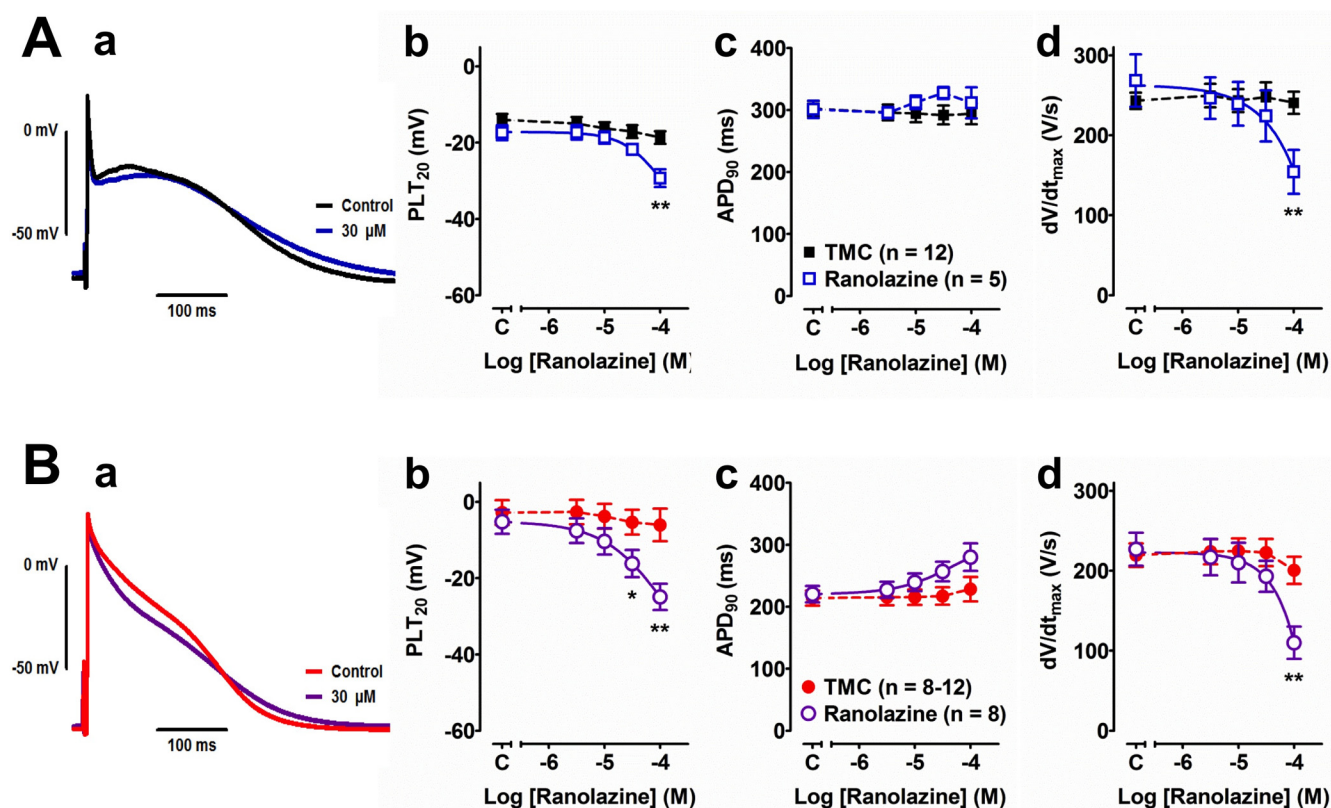 A
a
0 mV
-50 mV
Control
30 µM
100 ms
b
PLT20 (mV)
0
-20
-40
-60
C
-6
-5
-4
Log [Ranolazine] (M)
c
APD90 (ms)
400
300
200
100
0
TMC (n = 12)
Ranolazine (n = 5)
C
-6
-5
-4
Log [Ranolazine] (M)
d
dV/dtmax (V/s)
300
200
100
0
**
C
-6
-5
-4
Log [Ranolazine] (M)
**
B
a
0 mV
-50 mV
Control
30 µM
100 ms
b
PLT20 (mV)
0
-20
-40
-60
*
**
C
-6
-5
-4
Log [Ranolazine] (M)
c
APD90 (ms)
400
300
200
100
0
TMC (n = 8-12)
Ranolazine (n = 8)
C
-6
-5
-4
Log [Ranolazine] (M)
d
dV/dtmax (V/s)
300
200
100
0
**
C
-6
-5
-4
Log [Ranolazine] (M)